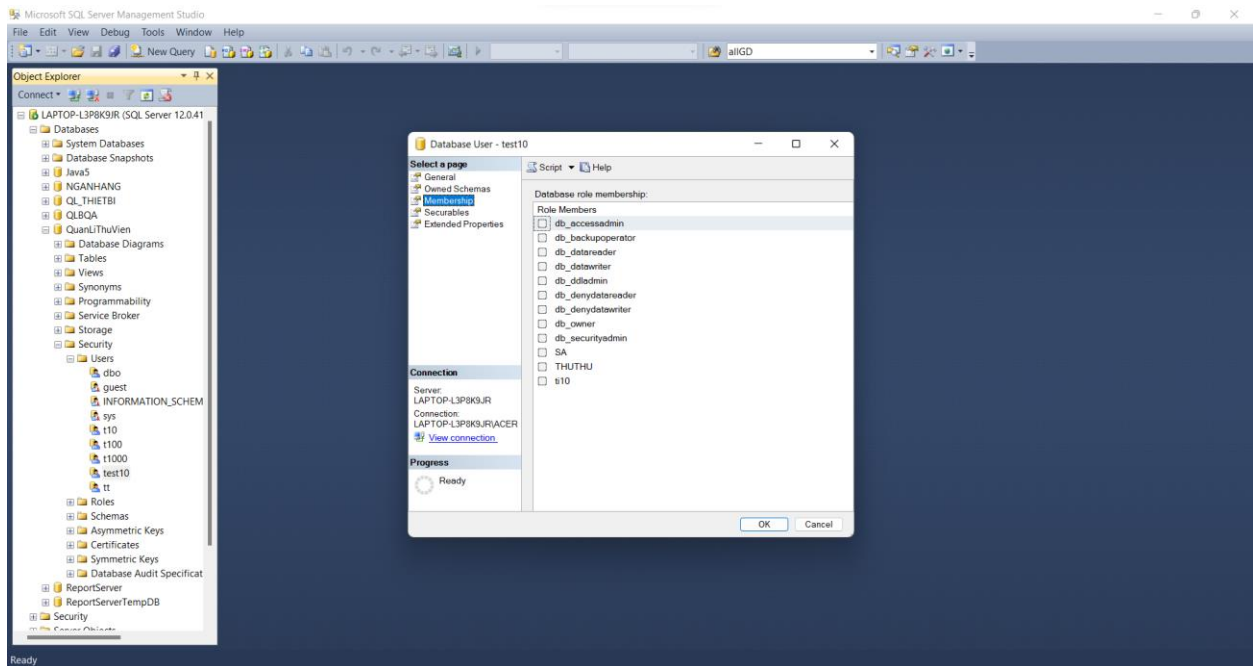 Microsoft SQL Server Management Studio
File Edit View Debug Tools Window Help
New Query
allGD
Object Explorer
Connect
LAPTOP-L3P8K9JR (SQL Server 12.0.41
Databases
System Databases
Database Snapshots
Java5
NGANHANG
QL_THIETBI
QLBQA
QuanLiThuVien
Database Diagrams
Tables
Views
Synonyms
Programmability
Service Broker
Storage
Security
Users
dbo
guest
INFORMATION_SCHEM
sys
t10
t100
t1000
test10
tt
Roles
Schemas
Asymmetric Keys
Certificates
Symmetric Keys
Database Audit Specificat
ReportServer
ReportServerTempDB
Security
Server Objects
Ready
Database User - test10
Select a page
General
Owned Schemas
Membership
Securables
Extended Properties
Connection
Server:
LAPTOP-L3P8K9JR
Connection:
LAPTOP-L3P8K9JR\ACER
View connection
Progress
Ready
Script Help
Database role membership:
Role Members
db_accessadmin
db_backupoperator
db_datareader
db_datawriter
db_ddladmin
db_denydatareader
db_denydatawriter
db_owner
db_securityadmin
SA
THUTHU
ti10
OK Cancel